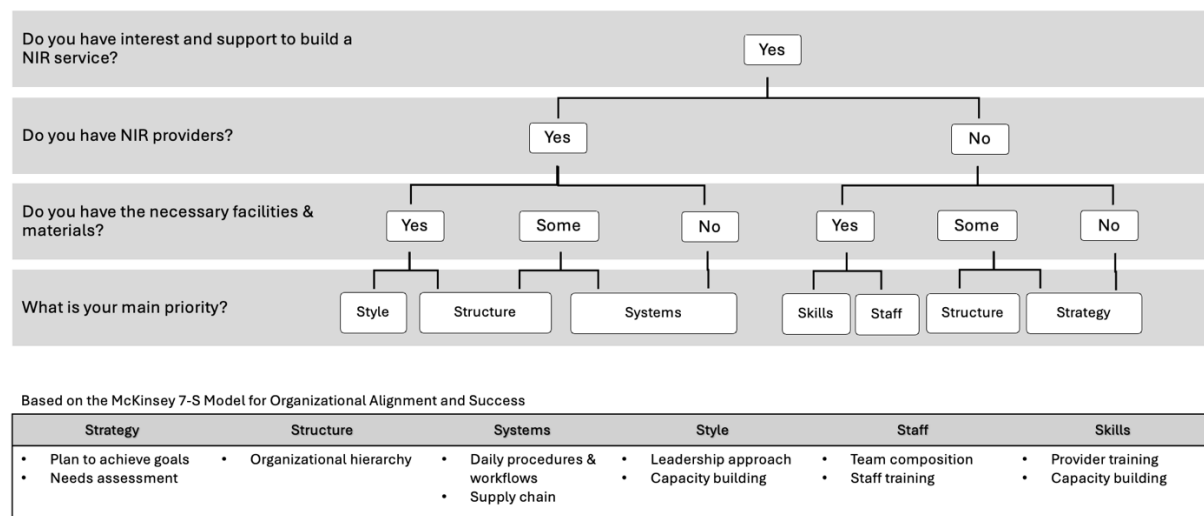 Do you have interest and support to build a
NIR service?
Yes
Do you have NIR providers?
Yes
No
Do you have the necessary facilities &
materials?
Yes
Some
No
Yes
Some
No
What is your main priority?
Style
Structure
Systems
Skills
Staff
Structure
Strategy
Based on the McKinsey 7-S Model for Organizational Alignment and Success
Strategy
Structure
Systems
Style
Staff
Skills
• Plan to achieve goals
• Needs assessment
• Organizational hierarchy
• Daily procedures &
workflows
• Supply chain
• Leadership approach
• Capacity building
• Team composition
• Staff training
• Provider training
• Capacity building